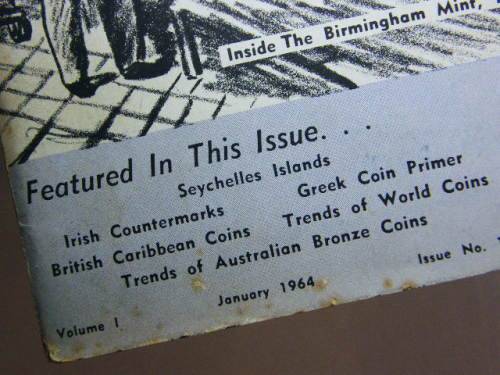 Inside The Birmingham Mint,
Featured In This Issue. . .
Seychelles Islands
Irish Countermarks Greek Coin Primer
British Caribbean Coins Trends of World Coins
Trends of Australian Bronze Coins
Volume I January 1964 Issue No.